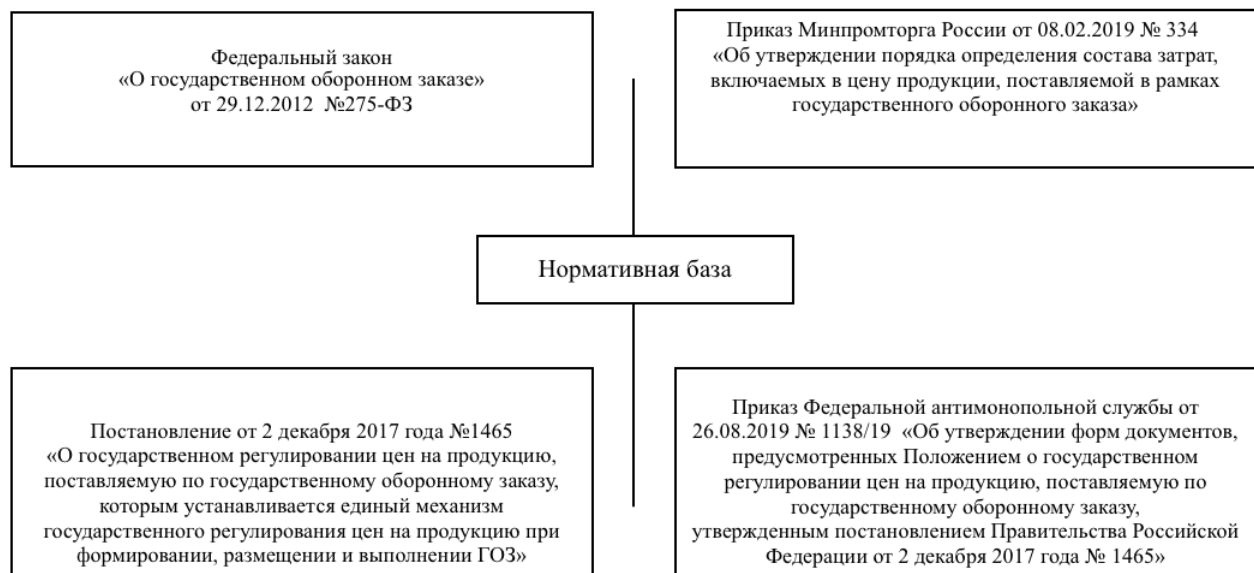 Федеральный закон
«О государственном оборонном заказе»
от 29.12.2012 №275-ФЗ
Приказ Минпромторга России от 08.02.2019 № 334
«Об утверждении порядка определения состава затрат,
включаемых в цену продукции, поставляемой в рамках
государственного оборонного заказа»
Нормативная база
Постановление от 2 декабря 2017 года №1465
«О государственном регулировании цен на продукцию,
поставляемую по государственному оборонному заказу,
которым устанавливается единый механизм
государственного регулирования цен на продукцию при
формировании, размещении и выполнении ГОЗ»
Приказ Федеральной антимонопольной службы от
26.08.2019 № 1138/19 «Об утверждении форм документов,
предусмотренных Положением о государственном
регулировании цен на продукцию, поставляемую по
государственному оборонному заказу,
утвержденным постановлением Правительства Российской
Федерации от 2 декабря 2017 года № 1465»